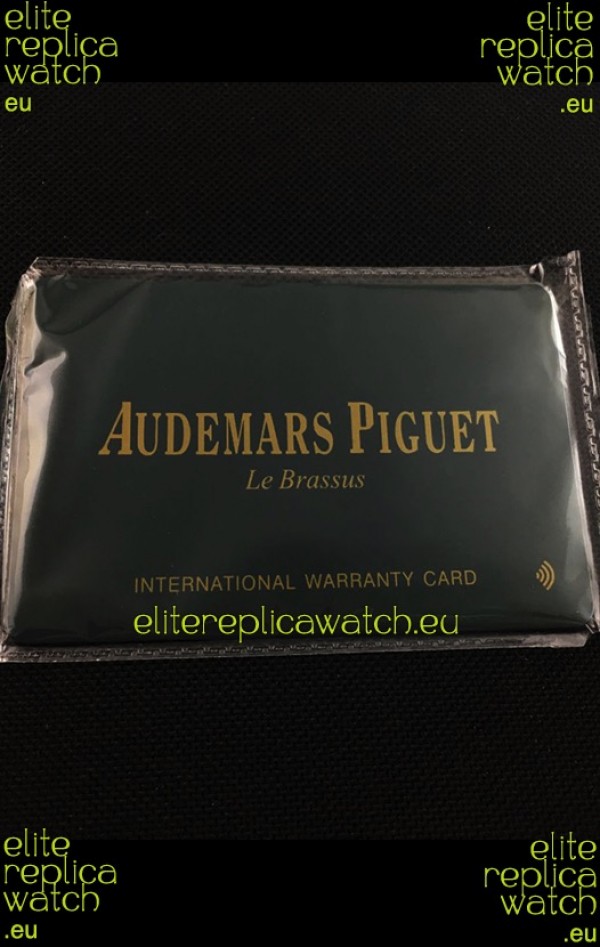 elite
replica
watch
.eu
elite
replica
watch
.eu
AUDEMARS PIGUET
Le Brassus
INTERNATIONAL WARRANTY CARD
elitereplicawatch.eu
elite
replica
watch
.eu
elite
replica
watch
.eu